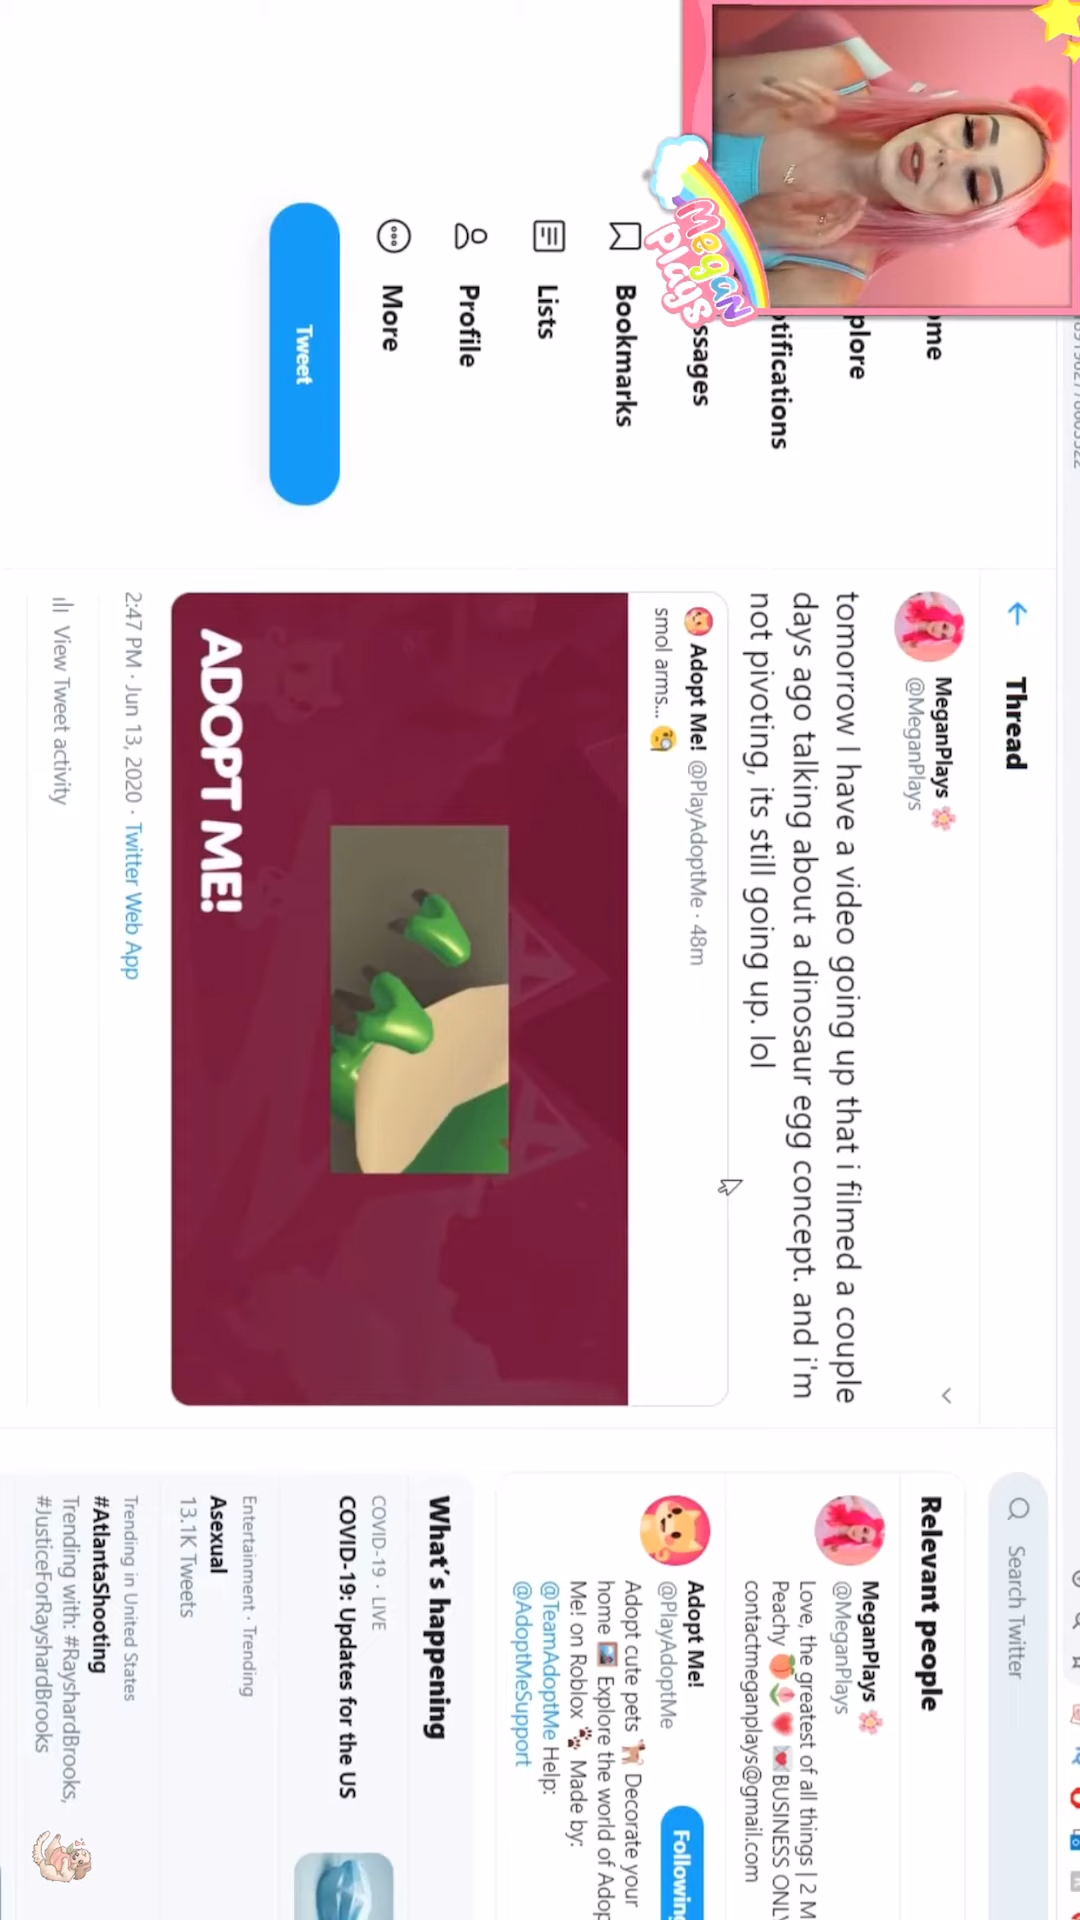 Megan
Plays
ome
plore
tifications
ssages
Bookmarks
Lists
Profile
More
Tweet
Thread
MeganPlays 🌸
@MeganPlays
tomorrow I have a video going up that i filmed a couple
days ago talking about a dinosaur egg concept. and i'm
not pivoting, its still going up. lol
Adopt Me! @PlayAdoptMe · 48m
smol arms... 🧐
ADOPT ME!
2:47 PM · Jun 13, 2020 · Twitter Web App
View Tweet activity
Search Twitter
Relevant people
MeganPlays 🌸
@MeganPlays
Love, the greatest of all things | 2 M
Peachy 🍑🌷❤️ 💌BUSINESS ONLY
contactmeganplays@gmail.com
Adopt Me!
@PlayAdoptMe
Following
Adopt cute pets 🐕 Decorate your
home 🖼️ Explore the world of Adop
Me! on Roblox 🐾 Made by:
@TeamAdoptMe Help:
@AdoptMeSupport
What's happening
COVID-19 · LIVE
COVID-19: Updates for the US
Entertainment · Trending
Asexual
13.1K Tweets
Trending in United States
#AtlantaShooting
Trending with: #RayshardBrooks,
#JusticeForRayshardBrooks